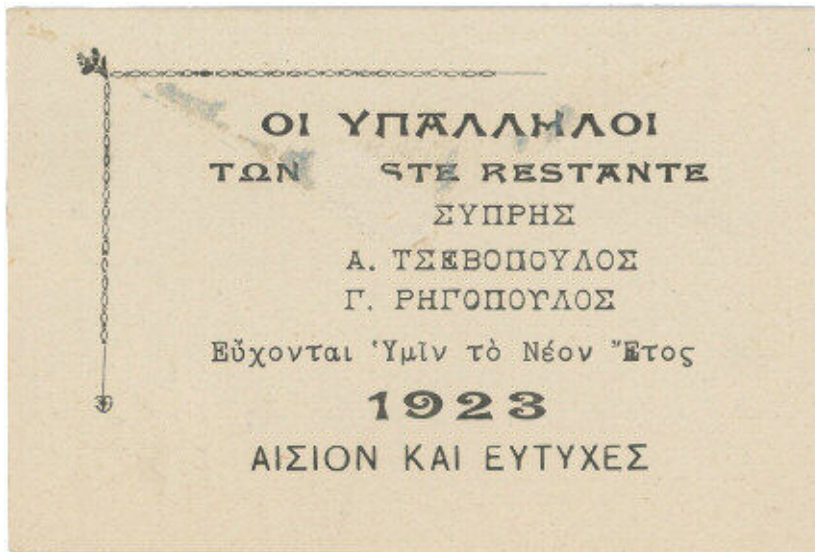 ΟΙ ΥΠΑΛΛΗΛΟΙ
ΤΩΝ STE RESTANTE
ΣΥΠΡΗΣ
Α. ΤΣΕΒΟΠΟΥΛΟΣ
Γ. ΡΗΓΟΠΟΥΛΟΣ
Εὔχονται Ὑμῖν τὸ Νέον Ἔτος
1923
ΑΙΣΙΟΝ ΚΑΙ ΕΥΤΥΧΕΣ